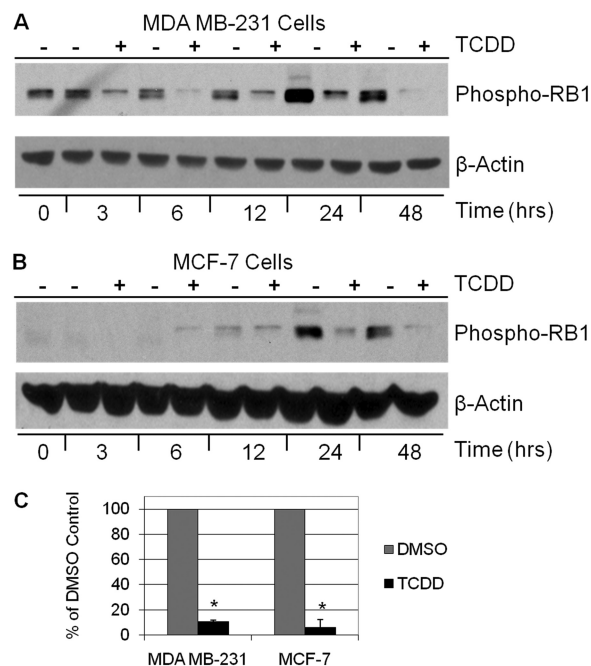 A
MDA MB-231 Cells
- - + - + - + - + - + TCDD
Phospho-RB1
β-Actin
0 3 6 12 24 48 Time (hrs)
B
MCF-7 Cells
- - + - + - + - + - + TCDD
Phospho-RB1
β-Actin
0 3 6 12 24 48 Time (hrs)
C
% of DMSO Control
100
80
60
40
20
0
* *
MDA MB-231 MCF-7
DMSO
TCDD